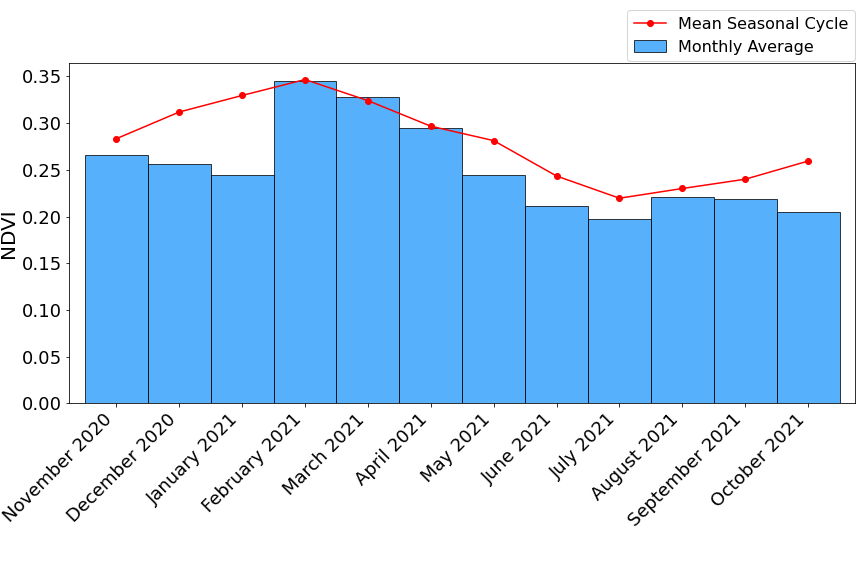 Mean Seasonal Cycle
Monthly Average
NDVI
0.35
0.30
0.25
0.20
0.15
0.10
0.05
0.00
November 2020
December 2020
January 2021
February 2021
March 2021
April 2021
May 2021
June 2021
July 2021
August 2021
September 2021
October 2021